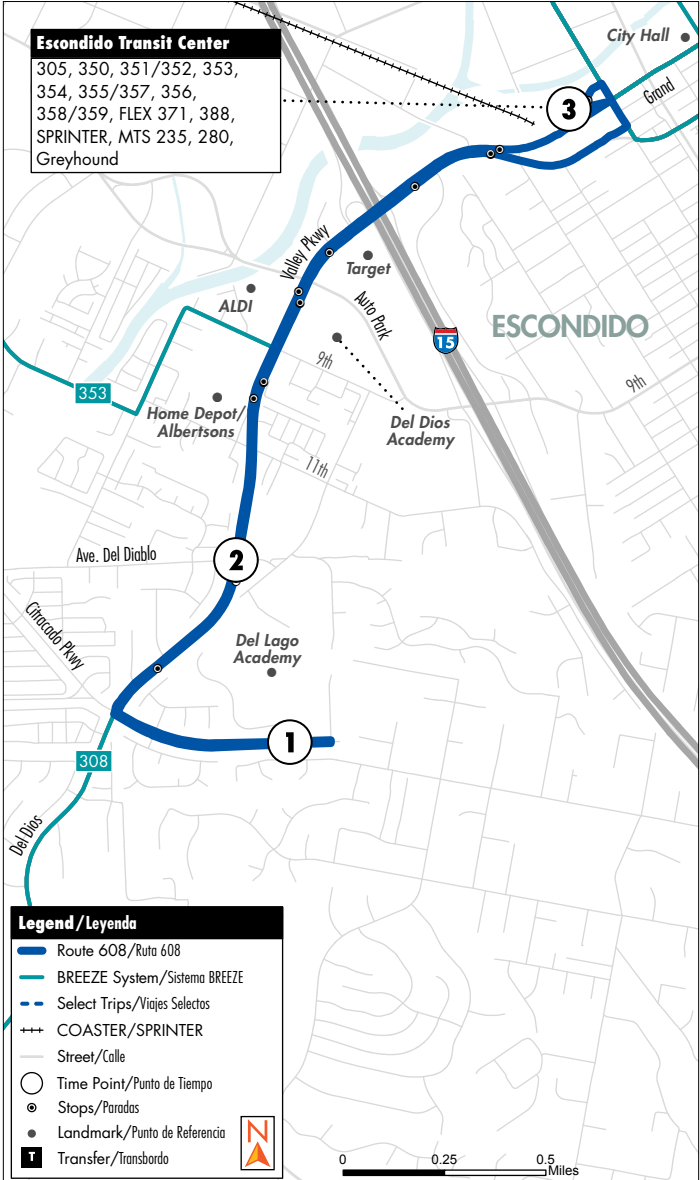 Escondido Transit Center
305, 350, 351/352, 353,
354, 355/357, 356,
358/359, FLEX 371, 388,
SPRINTER, MTS 235, 280,
Greyhound
City Hall
Grand
3
Valley Pkwy
Target
ALDI
Auto Park
15
ESCONDIDO
9th
9th
353
Home Depot/
Albertsons
Del Dios
Academy
11th
Ave. Del Diablo
2
Citracado Pkwy
Del Lago
Academy
1
308
Del Dios
Legend/Leyenda
Route 608/Ruta 608
BREEZE System/Sistema BREEZE
Select Trips/Viajes Selectos
COASTER/SPRINTER
Street/Calle
Time Point/Punto de Tiempo
Stops/Paradas
Landmark/Punto de Referencia
T Transfer/Transbordo
N
0 0.25 0.5
Miles